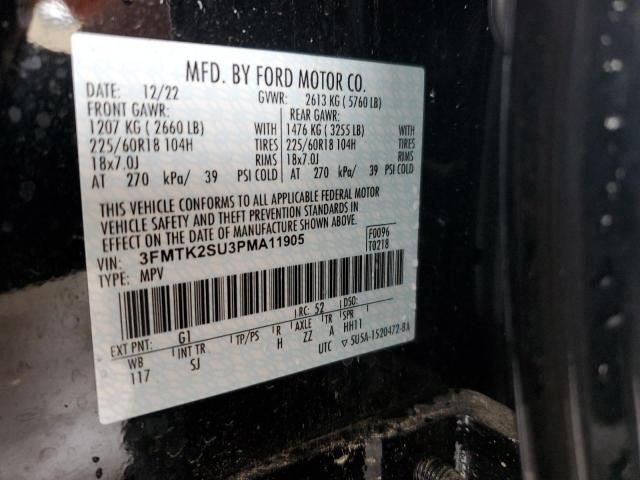 MFD. BY FORD MOTOR CO.
DATE: 12/22 GVWR: 2613 KG ( 5760 LB)
FRONT GAWR: REAR GAWR:
1207 KG ( 2660 LB) WITH 1476 KG ( 3255 LB) WITH
225/60R18 104H TIRES 225/60R18 104H TIRES
18x7.0J RIMS 18x7.0J RIMS
AT 270 kPa/ 39 PSI COLD AT 270 kPa/ 39 PSI COLD
THIS VEHICLE CONFORMS TO ALL APPLICABLE FEDERAL MOTOR
VEHICLE SAFETY AND THEFT PREVENTION STANDARDS IN
EFFECT ON THE DATE OF MANUFACTURE SHOWN ABOVE.
VIN: 3FMTK2SU3PMA11905 F0096
TYPE: MPV T0218
EXT PNT: G1 RC: 52 DSO:
WB INT TR TP/PS R AXLE TR SPR
117 SJ H ZZ A HH11
UTC ▽ 5U5A-1520472-BA